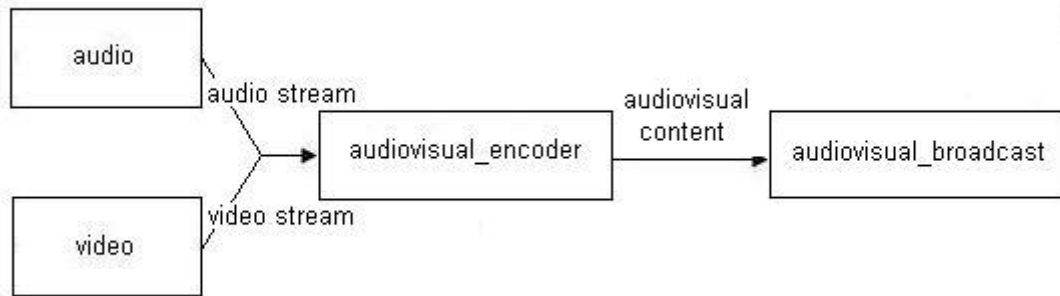 audio
audio stream
audiovisual
content
audiovisual_encoder
audiovisual_broadcast
video stream
video